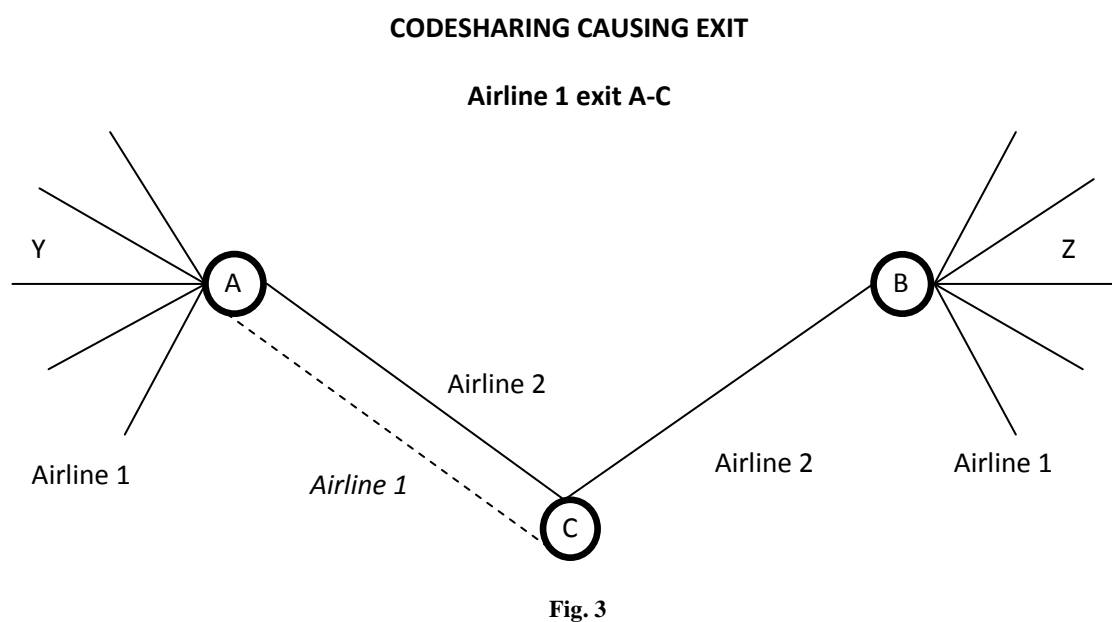 CODESHARING CAUSING EXIT
Airline 1 exit A-C
Y
Z
A
B
Airline 2
Airline 1
Airline 1
Airline 2
Airline 1
C
Fig. 3